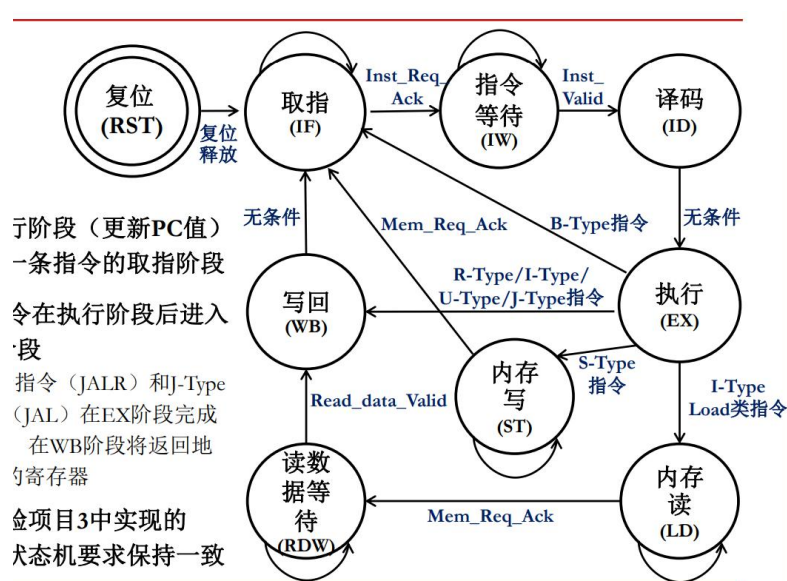 复位
(RST)
复位
释放
取指
(IF)
Inst_Req_
Ack
指令
等待
(IW)
Inst_
Valid
译码
(ID)
无条件
Mem_Req_Ack
B-Type指令
无条件
行阶段（更新PC值）
一条指令的取指阶段
写回
(WB)
R-Type/I-Type/
U-Type/J-Type指令
执行
(EX)
令在执行阶段后进入
段
指令（JALR）和J-Type
（JAL）在EX阶段完成
在WB阶段将返回地
的寄存器
Read_data_Valid
内存
写
(ST)
S-Type
指令
I-Type
Load类指令
读数
据等
待
(RDW)
Mem_Req_Ack
内存
读
(LD)
验项目3中实现的
状态机要求保持一致